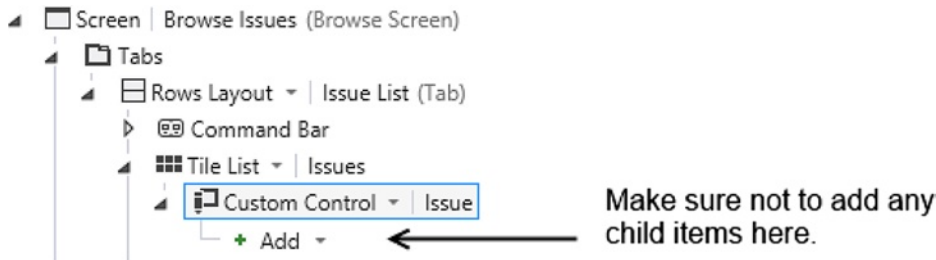 Screen | Browse Issues (Browse Screen)
Tabs
Rows Layout | Issue List (Tab)
Command Bar
Tile List | Issues
Custom Control | Issue
Make sure not to add any
+ Add
child items here.